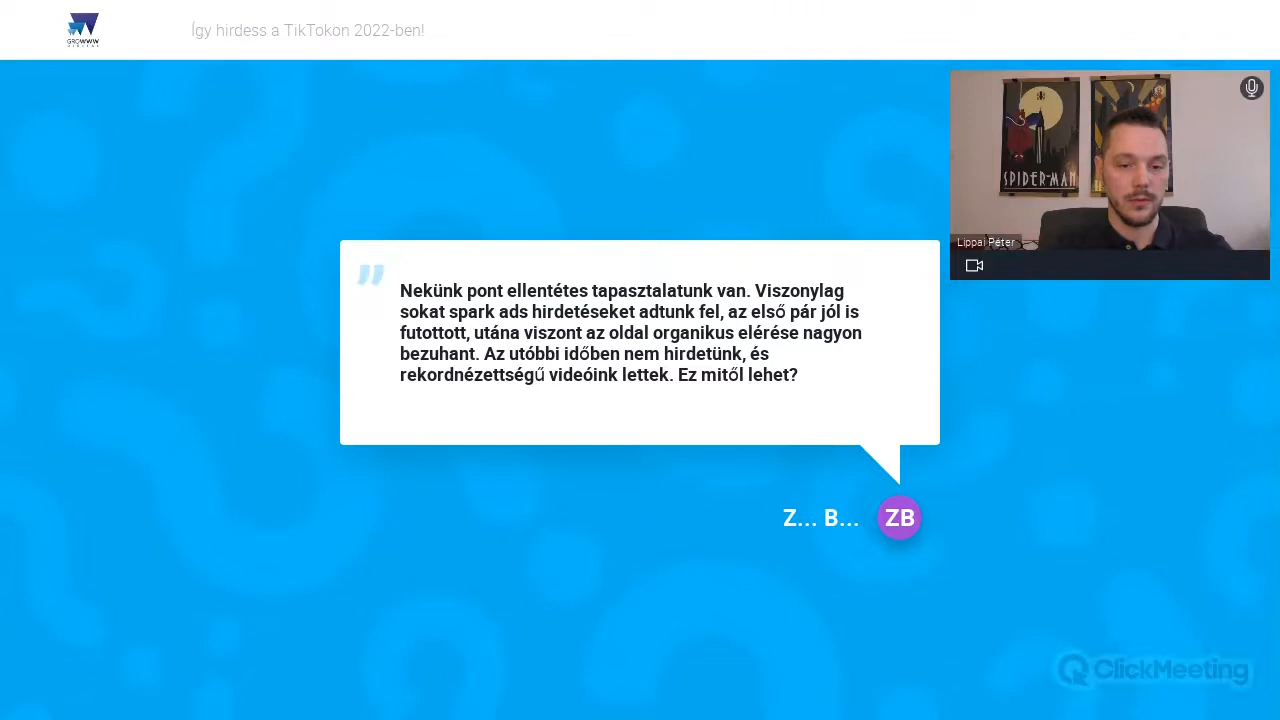 GROWWW
DIGITAL
Így hirdess a TikTokon 2022-ben!
SPIDER-MAN
Lippai Péter
Nekünk pont ellentétes tapasztalatunk van. Viszonylag
sokat spark ads hirdetéseket adtunk fel, az első pár jól is
futottott, utána viszont az oldal organikus elérése nagyon
bezuhant. Az utóbbi időben nem hirdetünk, és
rekordnézettségű videóink lettek. Ez mitől lehet?
Z... B... ZB
ClickMeeting